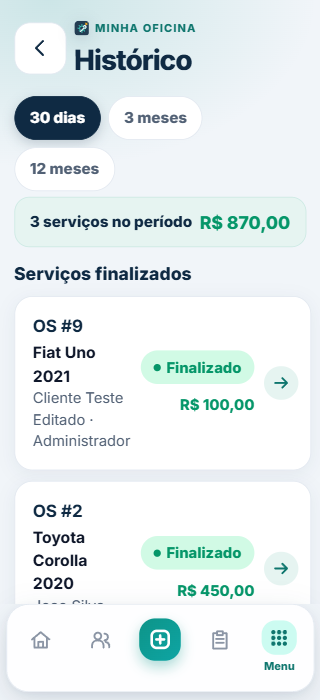 MINHA OFICINA
Histórico
30 dias
3 meses
12 meses
3 serviços no período R$ 870,00
Serviços finalizados
OS #9
Fiat Uno
2021
Cliente Teste
Editado ·
Administrador
Finalizado
R$ 100,00
OS #2
Toyota
Corolla
2020
Finalizado
R$ 450,00
Menu